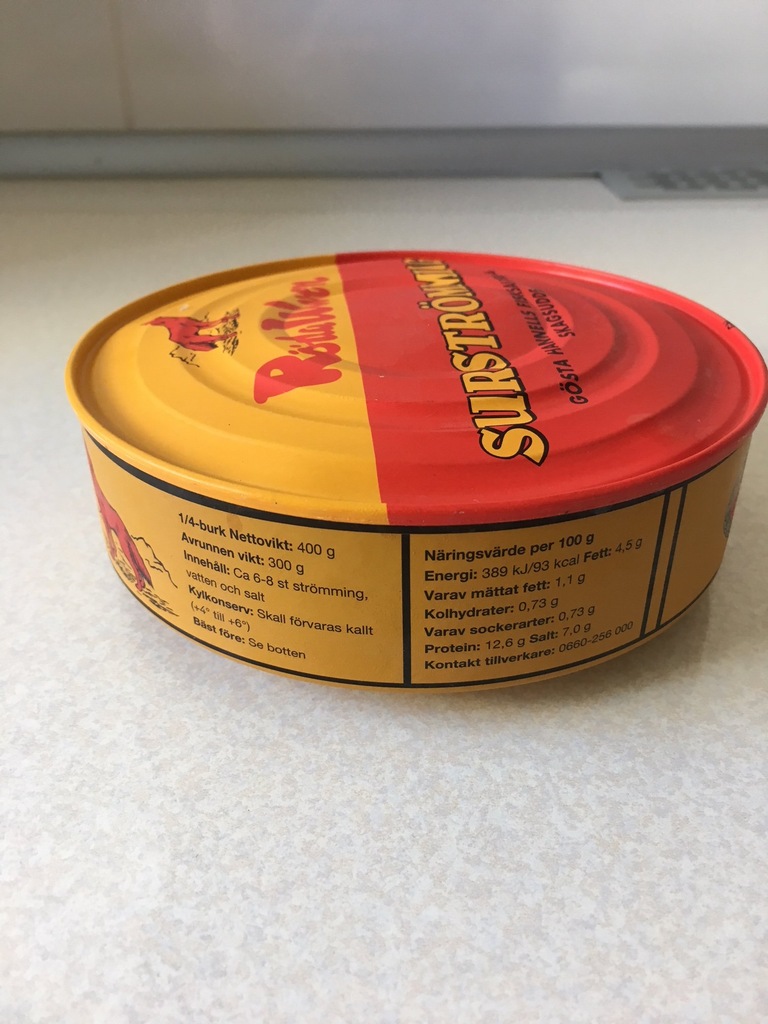 Röda Ulven
SURSTRÖMMING
GÖSTA HANNELLS FISKSALTERI
SKAGSUDDE
1/4-burk Nettovikt: 400 g
Avrunnen vikt: 300 g
Innehåll: Ca 6-8 st strömming,
vatten och salt
Kylkonserv: Skall förvaras kallt
(+4° till +6°)
Bäst före: Se botten
Näringsvärde per 100 g
Energi: 389 kJ/93 kcal Fett: 4,5 g
Varav mättat fett: 1,1 g
Kolhydrater: 0,73 g
Varav sockerarter: 0,73 g
Protein: 12,6 g Salt: 7,0 g
Kontakt tillverkare: 0660-256 000